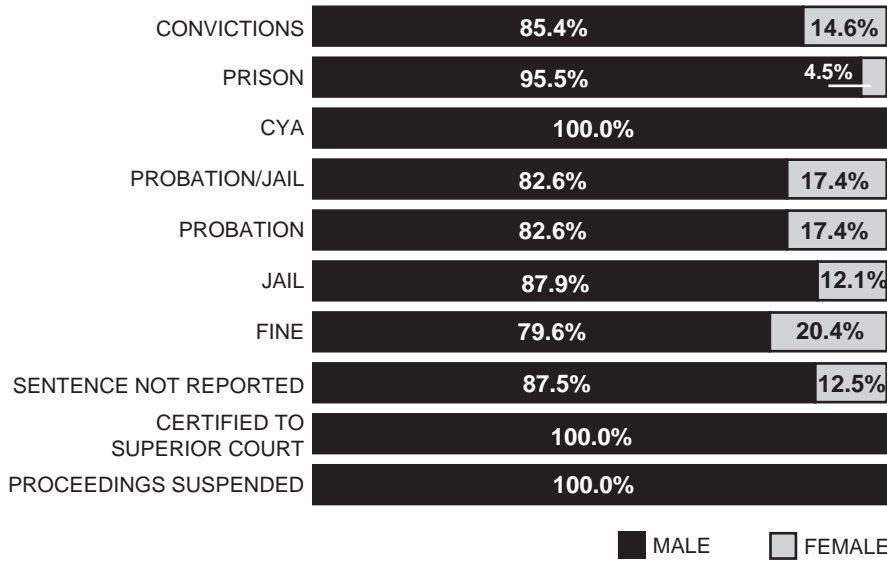 CONVICTIONS 85.4% 14.6%
PRISON 95.5% 4.5%
CYA 100.0%
PROBATION/JAIL 82.6% 17.4%
PROBATION 82.6% 17.4%
JAIL 87.9% 12.1%
FINE 79.6% 20.4%
SENTENCE NOT REPORTED 87.5% 12.5%
CERTIFIED TO
SUPERIOR COURT 100.0%
PROCEEDINGS SUSPENDED 100.0%
MALE FEMALE